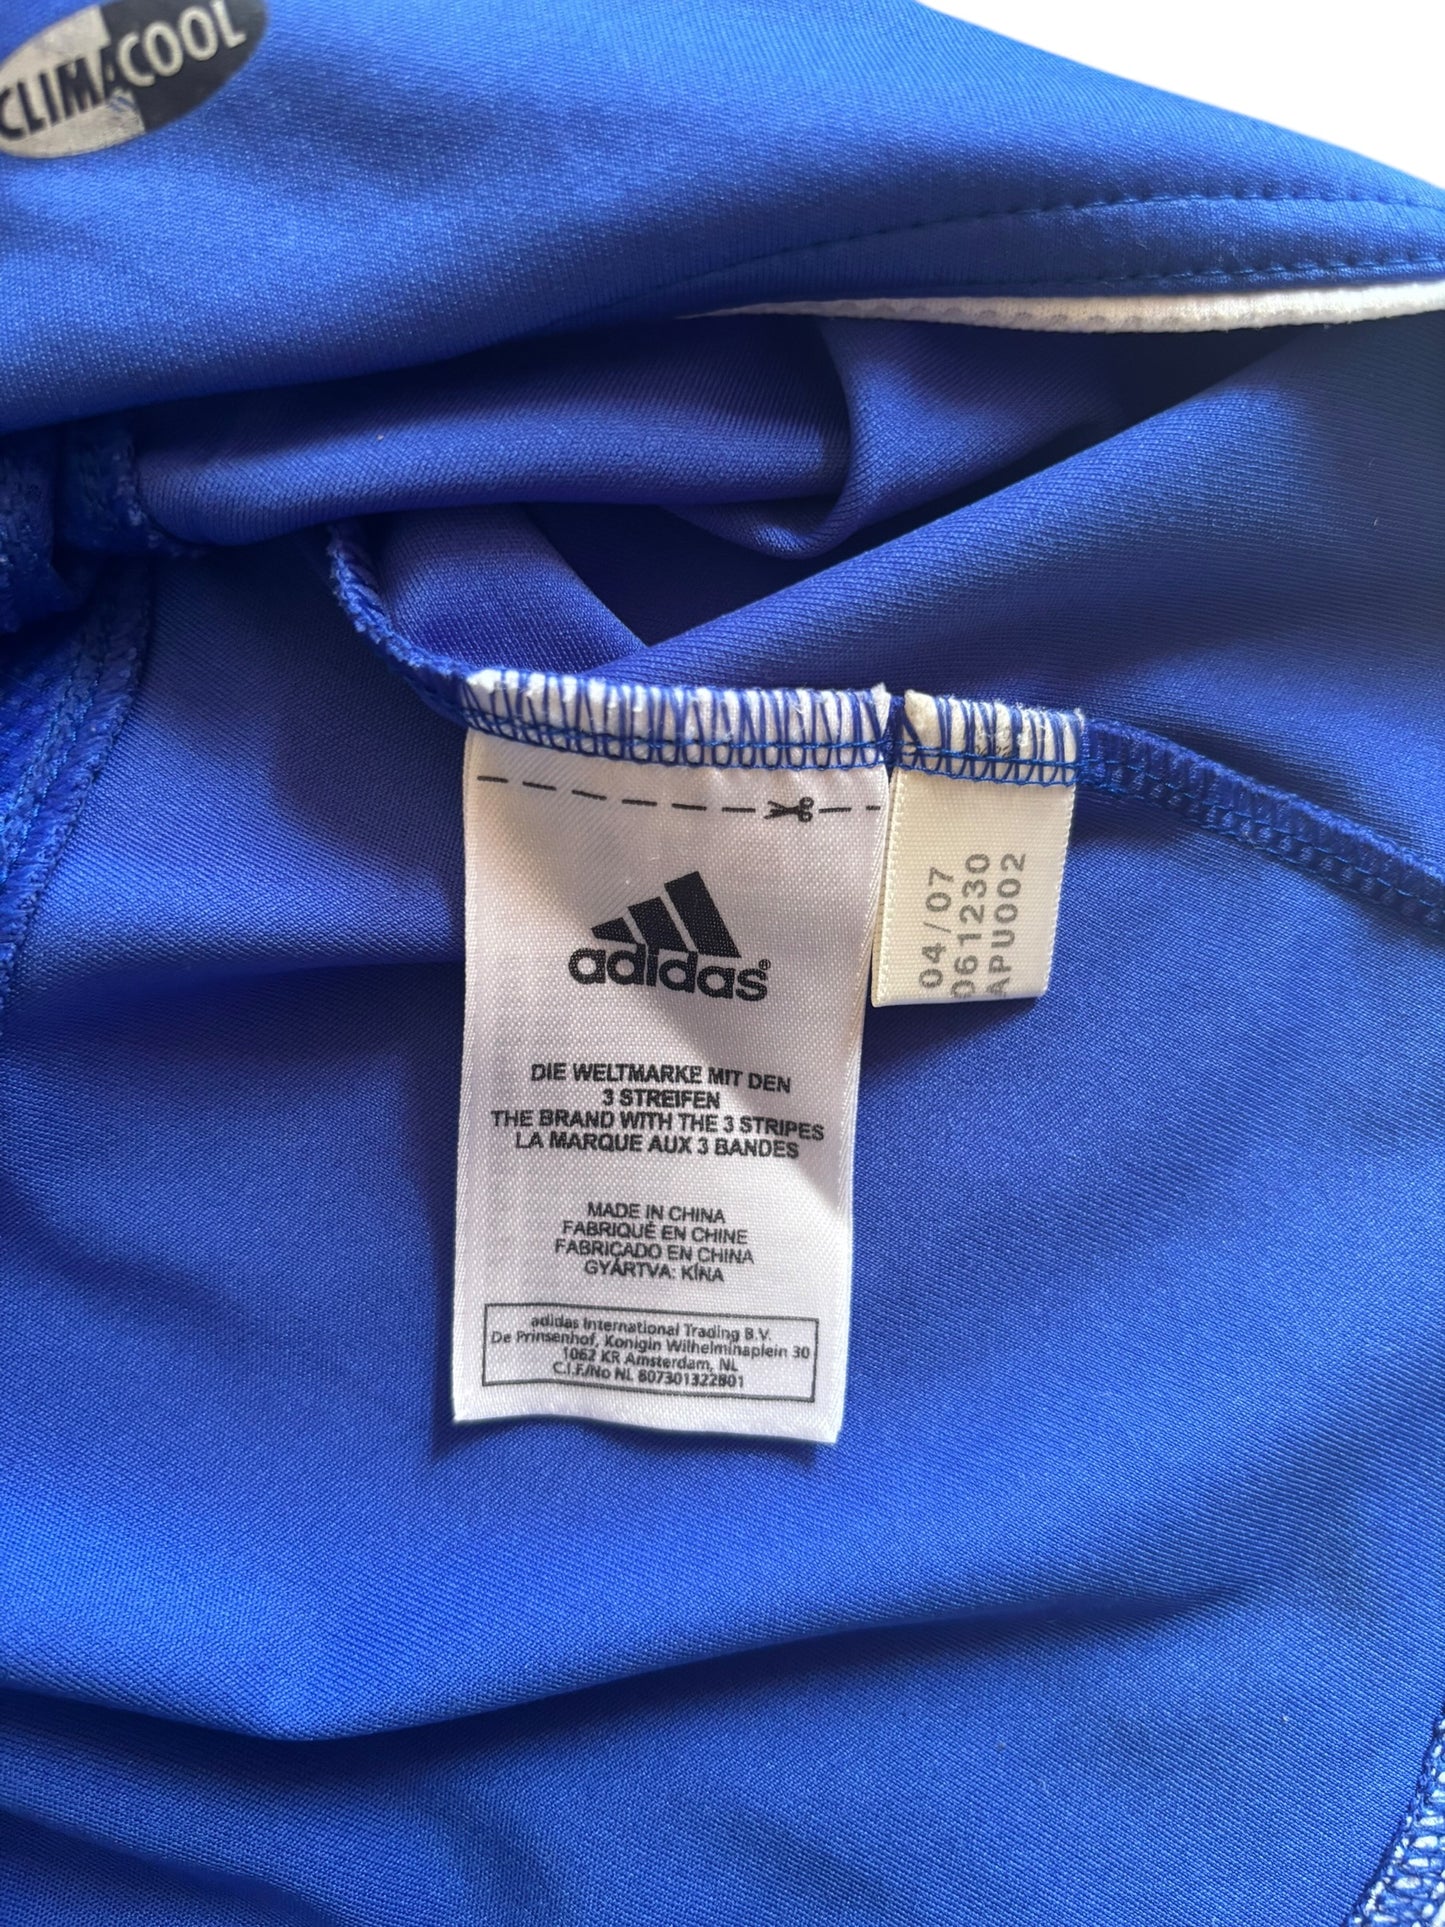 CLIMACOOL
adidas®
DIE WELTMARKE MIT DEN
3 STREIFEN
THE BRAND WITH THE 3 STRIPES
LA MARQUE AUX 3 BANDES
MADE IN CHINA
FABRIQUÉ EN CHINE
FABRICADO EN CHINA
GYÁRTVA: KÍNA
adidas International Trading B.V.
De Prinsenhof, Konigin Wilhelminaplein 30
1062 KR Amsterdam, NL
C.I.F./No NL 807301322B01
04/07
061230
APU002